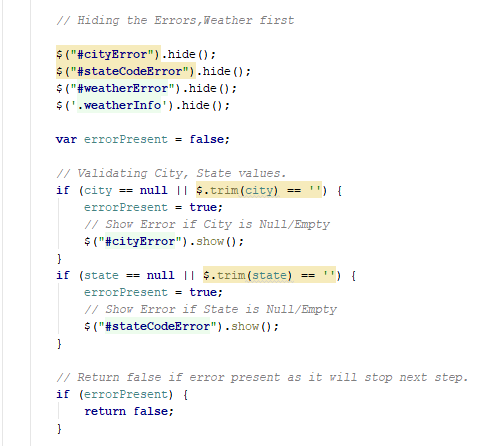 // Hiding the Errors,Weather first
$("#cityError").hide();
$("#stateCodeError").hide();
$("#weatherError").hide();
$('.weatherInfo').hide();
var errorPresent = false;
// Validating City, State values.
if (city == null || $.trim(city) == '') {
errorPresent = true;
// Show Error if City is Null/Empty
$("#cityError").show();
}
if (state == null || $.trim(state) == '') {
errorPresent = true;
// Show Error if State is Null/Empty
$("#stateCodeError").show();
}
// Return false if error present as it will stop next step.
if (errorPresent) {
return false;
}